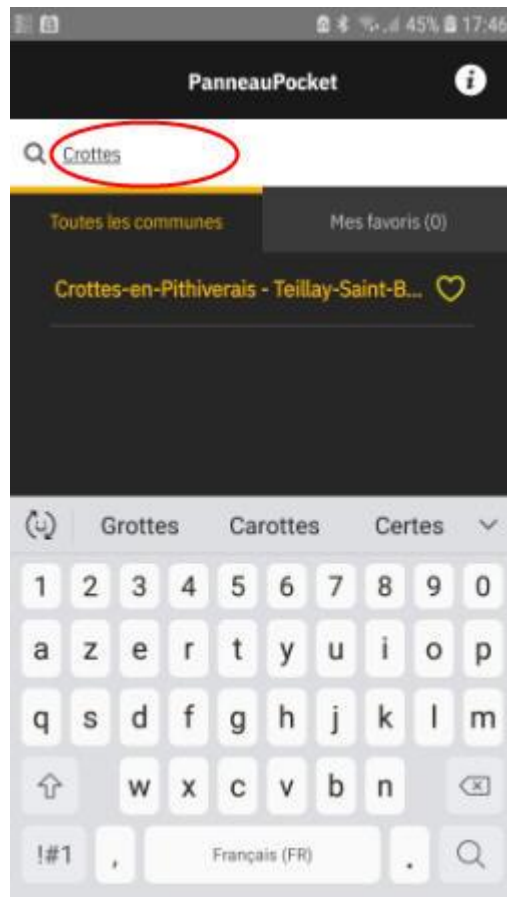 45% 17:46
PanneauPocket
Crottes
Toutes les communes Mes favoris (0)
Crottes-en-Pithiverais - Teillay-Saint-B...
Grottes Carottes Certes
1 2 3 4 5 6 7 8 9 0
a z e r t y u i o p
q s d f g h j k l m
w x c v b n
!#1 , Français (FR) .